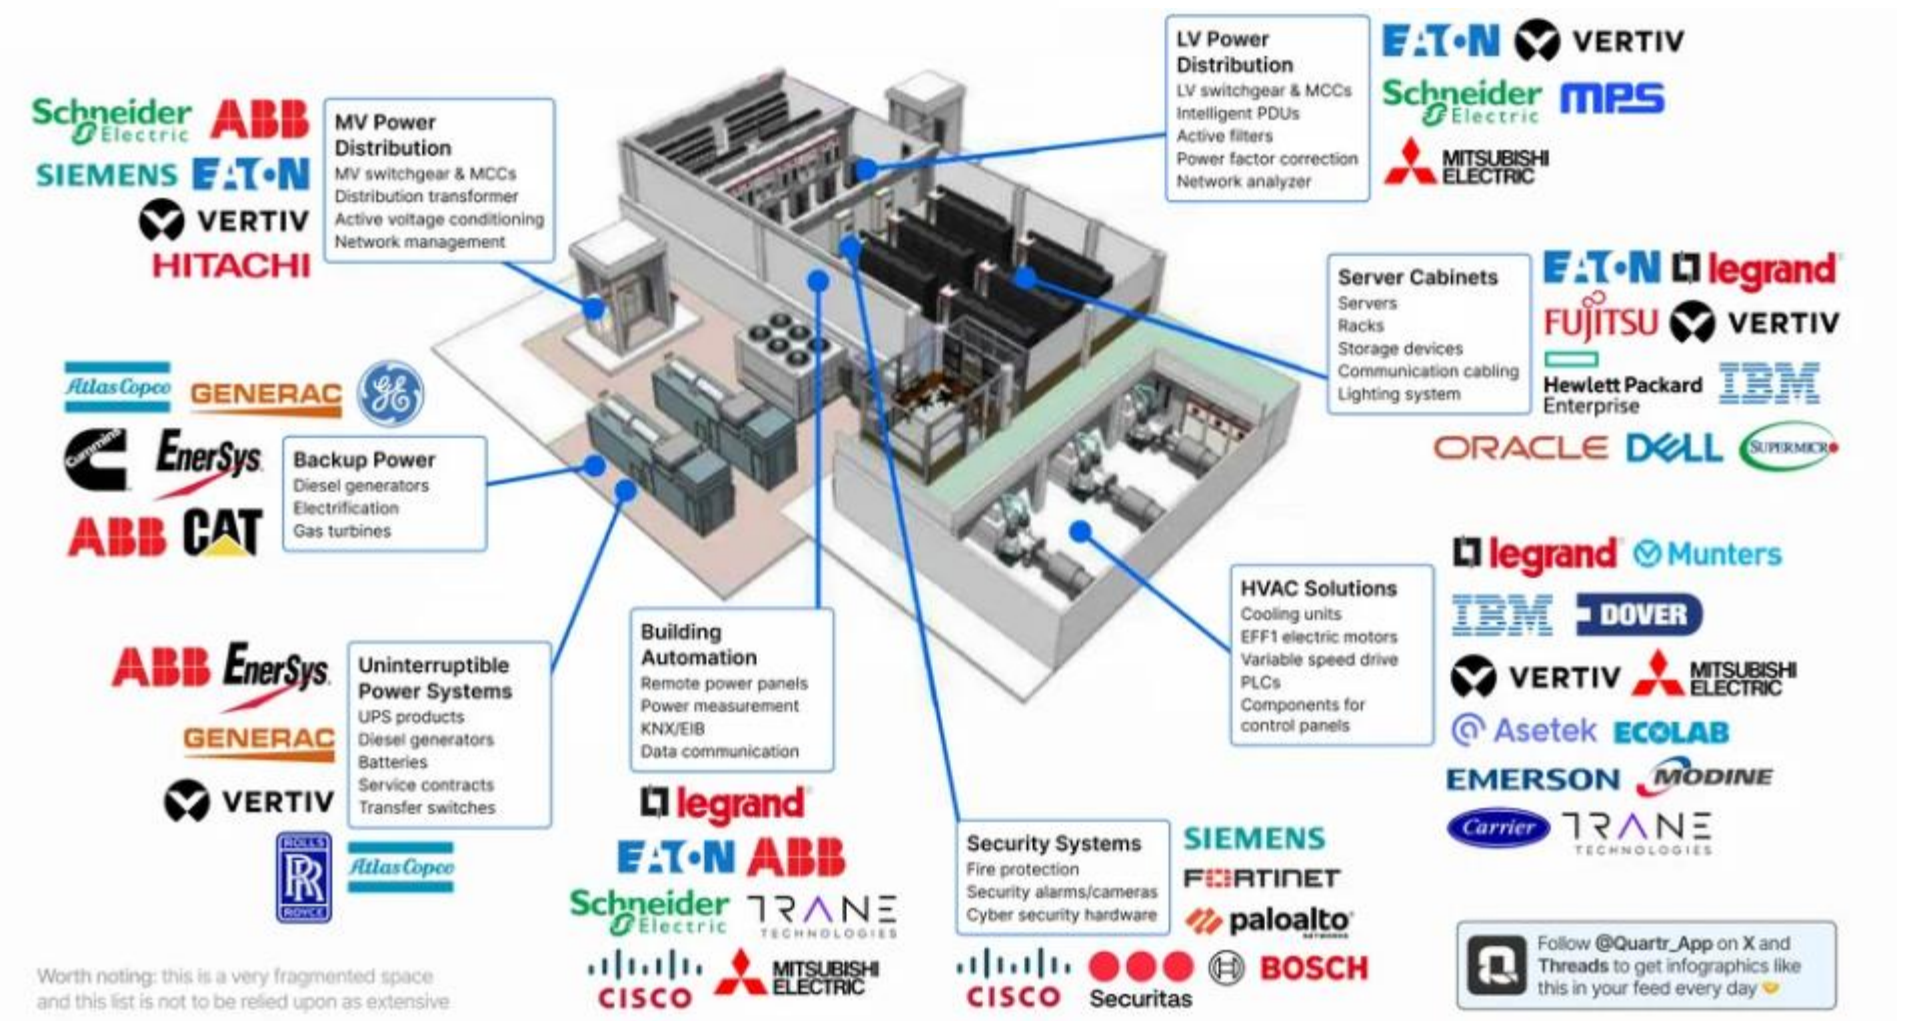 Schneider Electric
ABB
SIEMENS
EATON
VERTIV
HITACHI
MV Power
Distribution
MV switchgear & MCCs
Distribution transformer
Active voltage conditioning
Network management
LV Power
Distribution
LV switchgear & MCCs
Intelligent PDUs
Active filters
Power factor correction
Network analyzer
EATON
VERTIV
Schneider Electric
MPS
MITSUBISHI
ELECTRIC
Server Cabinets
Servers
Racks
Storage devices
Communication cabling
Lighting system
EATON
legrand
FUJITSU
VERTIV
Hewlett Packard
Enterprise
IBM
ORACLE
DELL
SUPERMICRO
Atlas Copco
GENERAC
GE
Cummins
EnerSys
ABB
CAT
Backup Power
Diesel generators
Electrification
Gas turbines
ABB
EnerSys
GENERAC
VERTIV
ROLLS
RR
ROYCE
Atlas Copco
Uninterruptible
Power Systems
UPS products
Diesel generators
Batteries
Service contracts
Transfer switches
Building
Automation
Remote power panels
Power measurement
KNX/EIB
Data communication
legrand
EATON
ABB
Schneider Electric
TRANE
TECHNOLOGIES
CISCO
MITSUBISHI
ELECTRIC
HVAC Solutions
Cooling units
EFF1 electric motors
Variable speed drive
PLCs
Components for
control panels
legrand
Munters
IBM
DOVER
VERTIV
MITSUBISHI
ELECTRIC
Asetek
ECOLAB
EMERSON
MODINE
Carrier
TRANE
TECHNOLOGIES
Security Systems
Fire protection
Security alarms/cameras
Cyber security hardware
SIEMENS
FORTINET
paloalto
NETWORKS
CISCO
Securitas
BOSCH
Worth noting: this is a very fragmented space
and this list is not to be relied upon as extensive
Follow @Quartr_App on X and
Threads to get infographics like
this in your feed every day